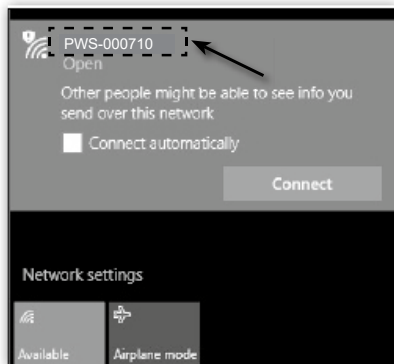 PWS-000710
Open
Other people might be able to see info you
send over this network
Connect automatically
Connect
Network settings
Available
Airplane mode